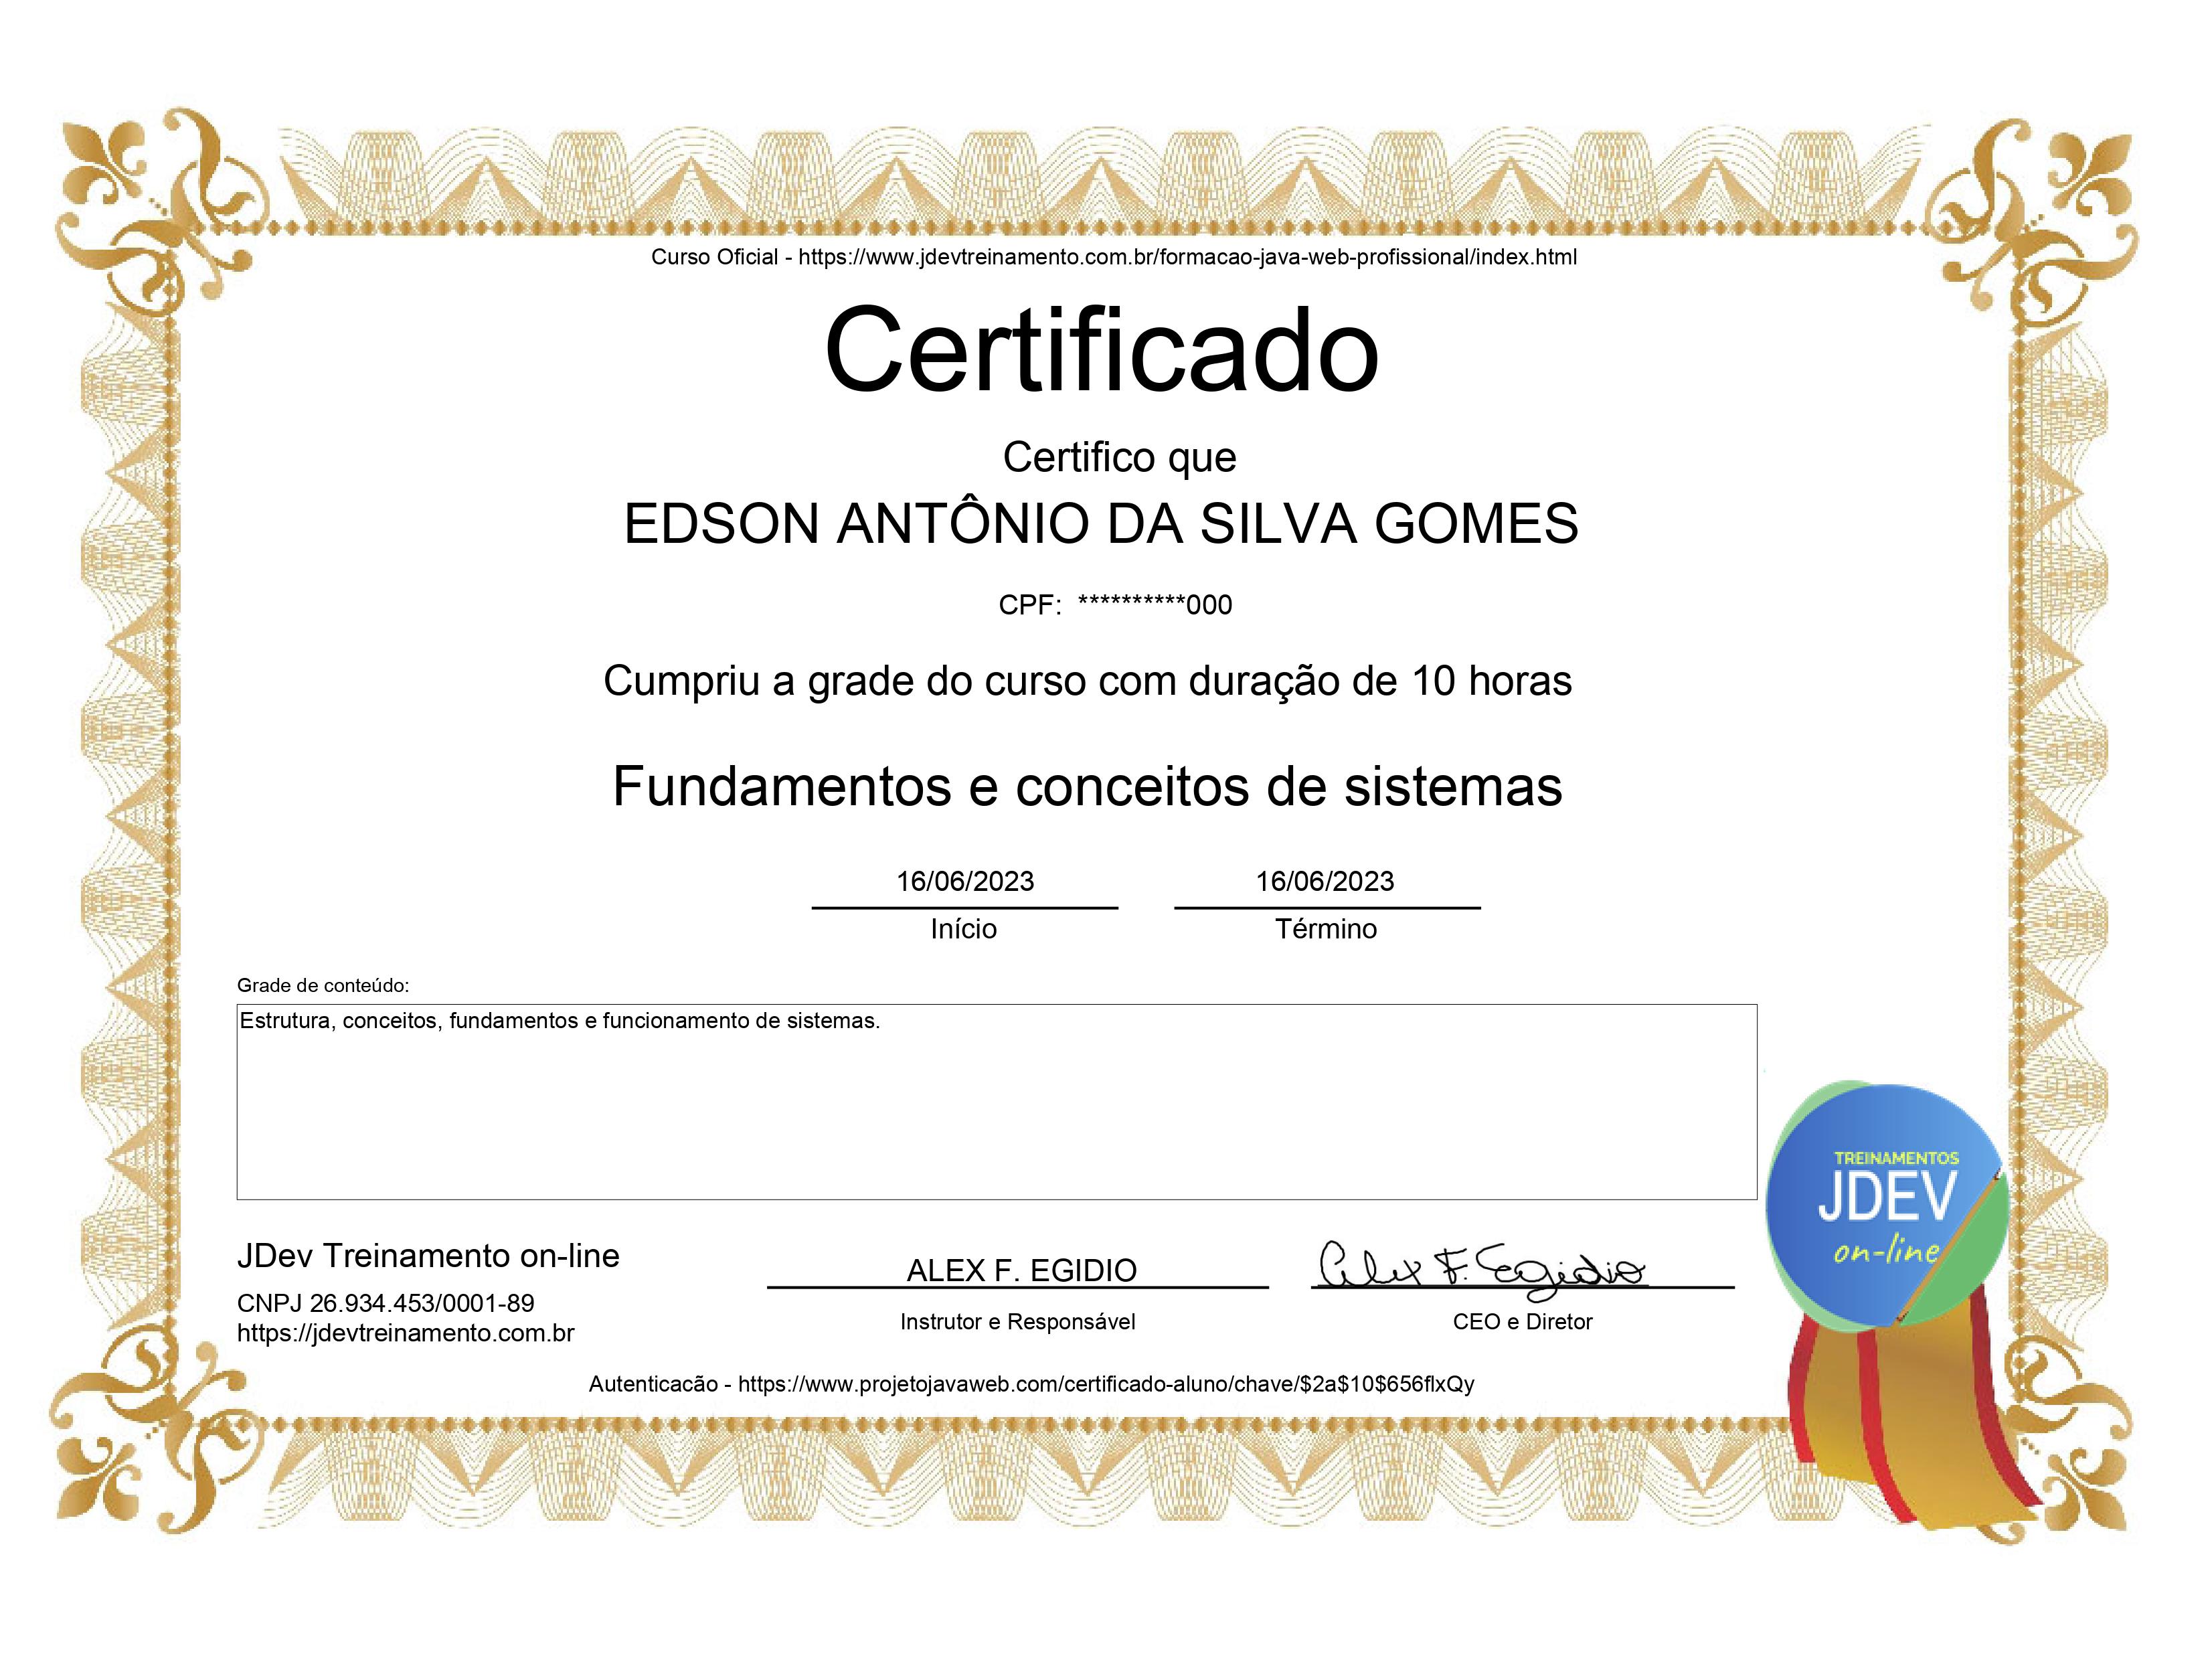 Curso Oficial - https://www.jdevtreinamento.com.br/formacao-java-web-profissional/index.html
Certificado
Certifico que
EDSON ANTÔNIO DA SILVA GOMES
CPF: **********000
Cumpriu a grade do curso com duração de 10 horas
Fundamentos e conceitos de sistemas
16/06/2023 16/06/2023
Início Término
Grade de conteúdo:
Estrutura, conceitos, fundamentos e funcionamento de sistemas.
TREINAMENTOS
JDEV
on-line
JDev Treinamento on-line
ALEX F. EGIDIO Alex F. Egidio
CNPJ 26.934.453/0001-89
Instrutor e Responsável CEO e Diretor
https://jdevtreinamento.com.br
Autenticacão - https://www.projetojavaweb.com/certificado-aluno/chave/$2a$10$656flxQy